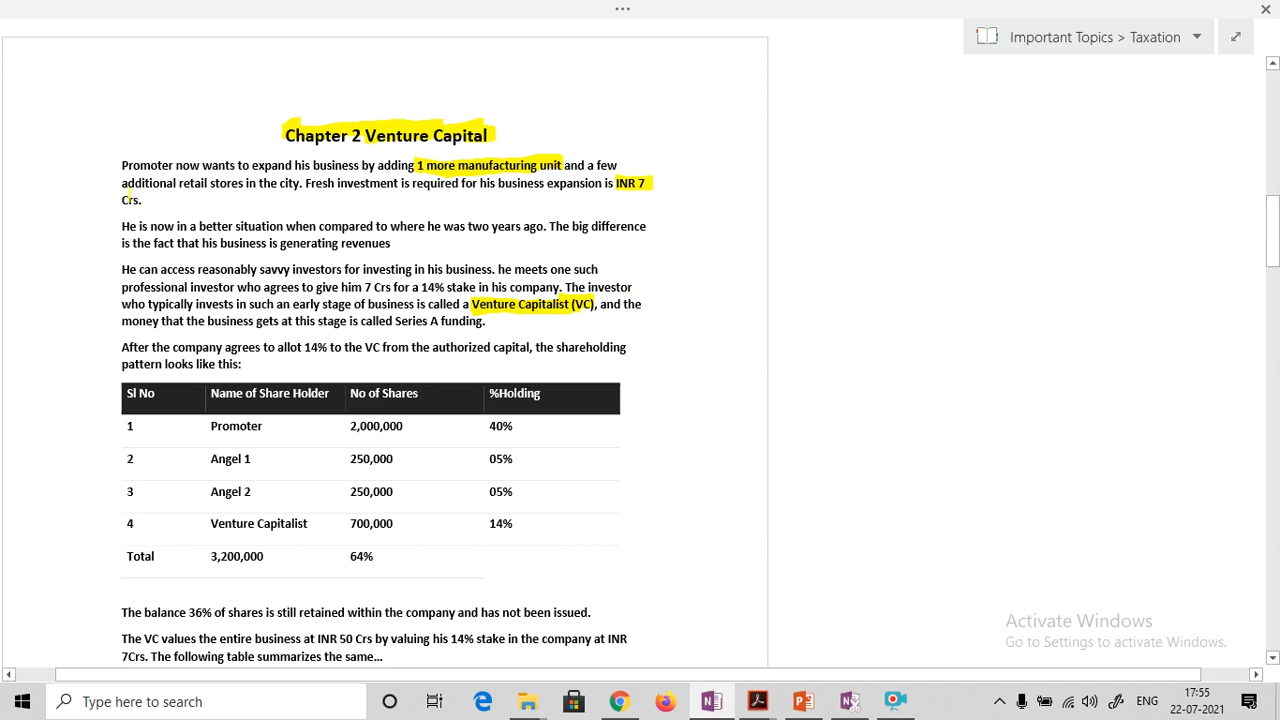 Important Topics > Taxation
Chapter 2 Venture Capital
Promoter now wants to expand his business by adding 1 more manufacturing unit and a few
additional retail stores in the city. Fresh investment is required for his business expansion is INR 7
Crs.
He is now in a better situation when compared to where he was two years ago. The big difference
is the fact that his business is generating revenues
He can access reasonably savvy investors for investing in his business. he meets one such
professional investor who agrees to give him 7 Crs for a 14% stake in his company. The investor
who typically invests in such an early stage of business is called a Venture Capitalist (VC), and the
money that the business gets at this stage is called Series A funding.
After the company agrees to allot 14% to the VC from the authorized capital, the shareholding
pattern looks like this:
Sl No Name of Share Holder No of Shares %Holding
1 Promoter 2,000,000 40%
2 Angel 1 250,000 05%
3 Angel 2 250,000 05%
4 Venture Capitalist 700,000 14%
Total 3,200,000 64%
The balance 36% of shares is still retained within the company and has not been issued.
The VC values the entire business at INR 50 Crs by valuing his 14% stake in the company at INR
7Crs. The following table summarizes the same...
Activate Windows
Go to Settings to activate Windows.
Type here to search
ENG
17:55
22-07-2021